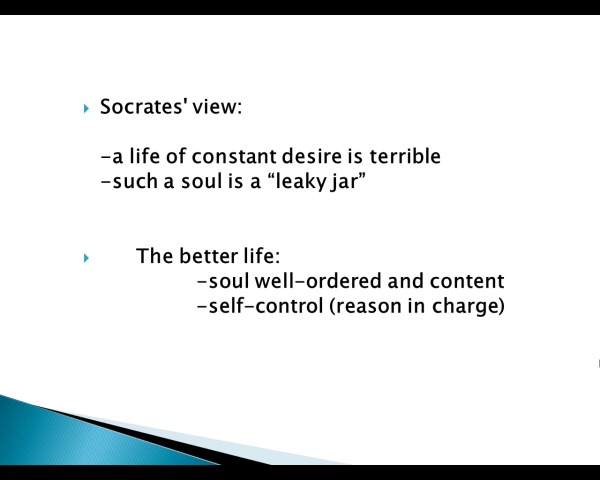 Socrates' view:
–a life of constant desire is terrible
–such a soul is a “leaky jar”
The better life:
–soul well–ordered and content
–self–control (reason in charge)